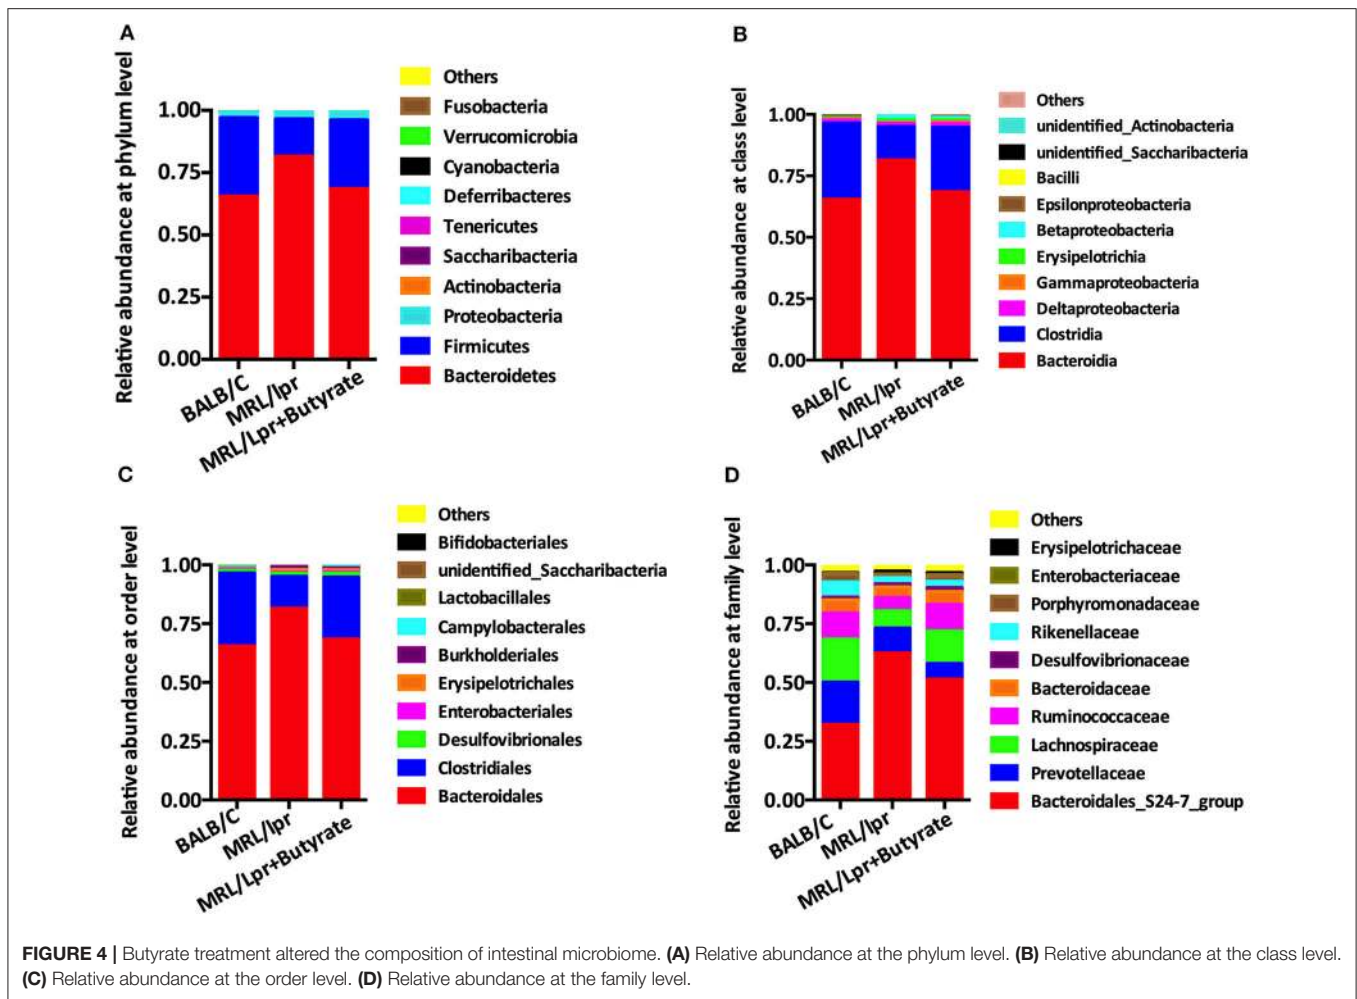 A
Relative abundance at phylum level
1.00
0.75
0.50
0.25
0.00
BALB/C
MRL/lpr
MRL/Lpr+Butyrate
Others
Fusobacteria
Verrucomicrobia
Cyanobacteria
Deferribacteres
Tenericutes
Saccharibacteria
Actinobacteria
Proteobacteria
Firmicutes
Bacteroidetes
B
Relative abundance at class level
1.00
0.75
0.50
0.25
0.00
BALB/C
MRL/lpr
MRL/Lpr+Butyrate
Others
unidentified_Actinobacteria
unidentified_Saccharibacteria
Bacilli
Epsilonproteobacteria
Betaproteobacteria
Erysipelotrichia
Gammaproteobacteria
Deltaproteobacteria
Clostridia
Bacteroidia
C
Relative abundance at order level
1.00
0.75
0.50
0.25
0.00
BALB/C
MRL/lpr
MRL/Lpr+Butyrate
Others
Bifidobacteriales
unidentified_Saccharibacteria
Lactobacillales
Campylobacterales
Burkholderiales
Erysipelotrichales
Enterobacteriales
Desulfovibrionales
Clostridiales
Bacteroidales
D
Relative abundance at family level
1.00
0.75
0.50
0.25
0.00
BALB/C
MRL/lpr
MRL/Lpr+Butyrate
Others
Erysipelotrichaceae
Enterobacteriaceae
Porphyromonadaceae
Rikenellaceae
Desulfovibrionaceae
Bacteroidaceae
Ruminococcaceae
Lachnospiraceae
Prevotellaceae
Bacteroidales_S24-7_group
FIGURE 4 | Butyrate treatment altered the composition of intestinal microbiome. (A) Relative abundance at the phylum level. (B) Relative abundance at the class level.
(C) Relative abundance at the order level. (D) Relative abundance at the family level.